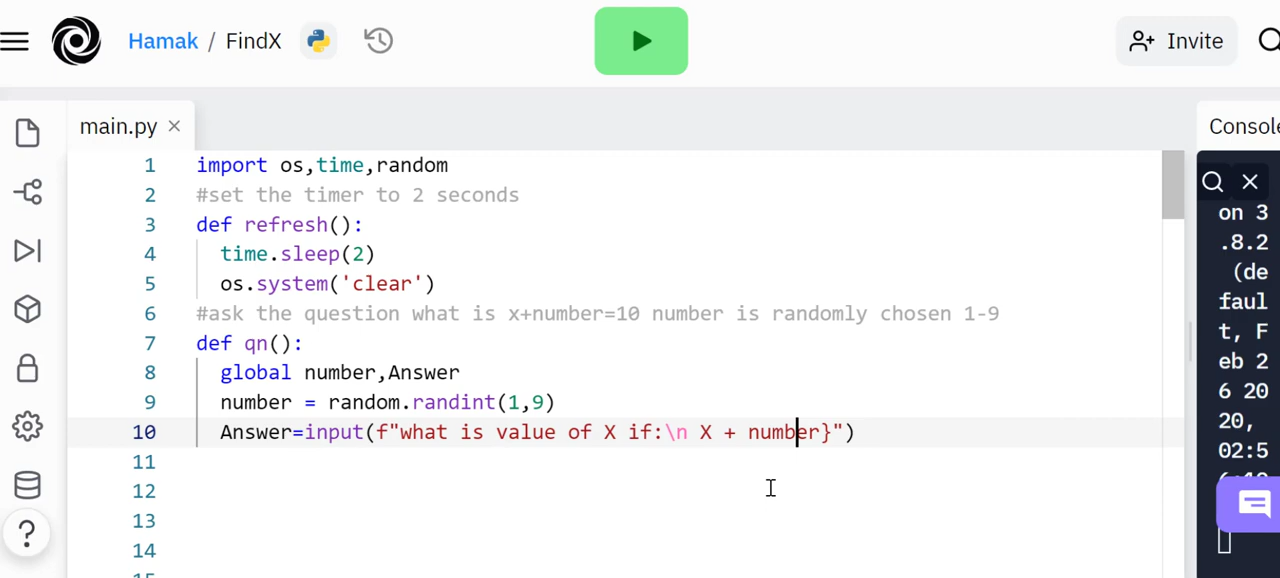 Hamak / FindX
Invite
main.py ×
Console
1 import os,time,random
2 #set the timer to 2 seconds
3 def refresh():
4 time.sleep(2)
5 os.system('clear')
6 #ask the question what is x+number=10 number is randomly chosen 1-9
7 def qn():
8 global number,Answer
9 number = random.randint(1,9)
10 Answer=input(f"what is value of X if:\n X + number}")
11
12
13
14
on 3
.8.2
(de
faul
t, F
eb 2
6 20
20,
02:5
?